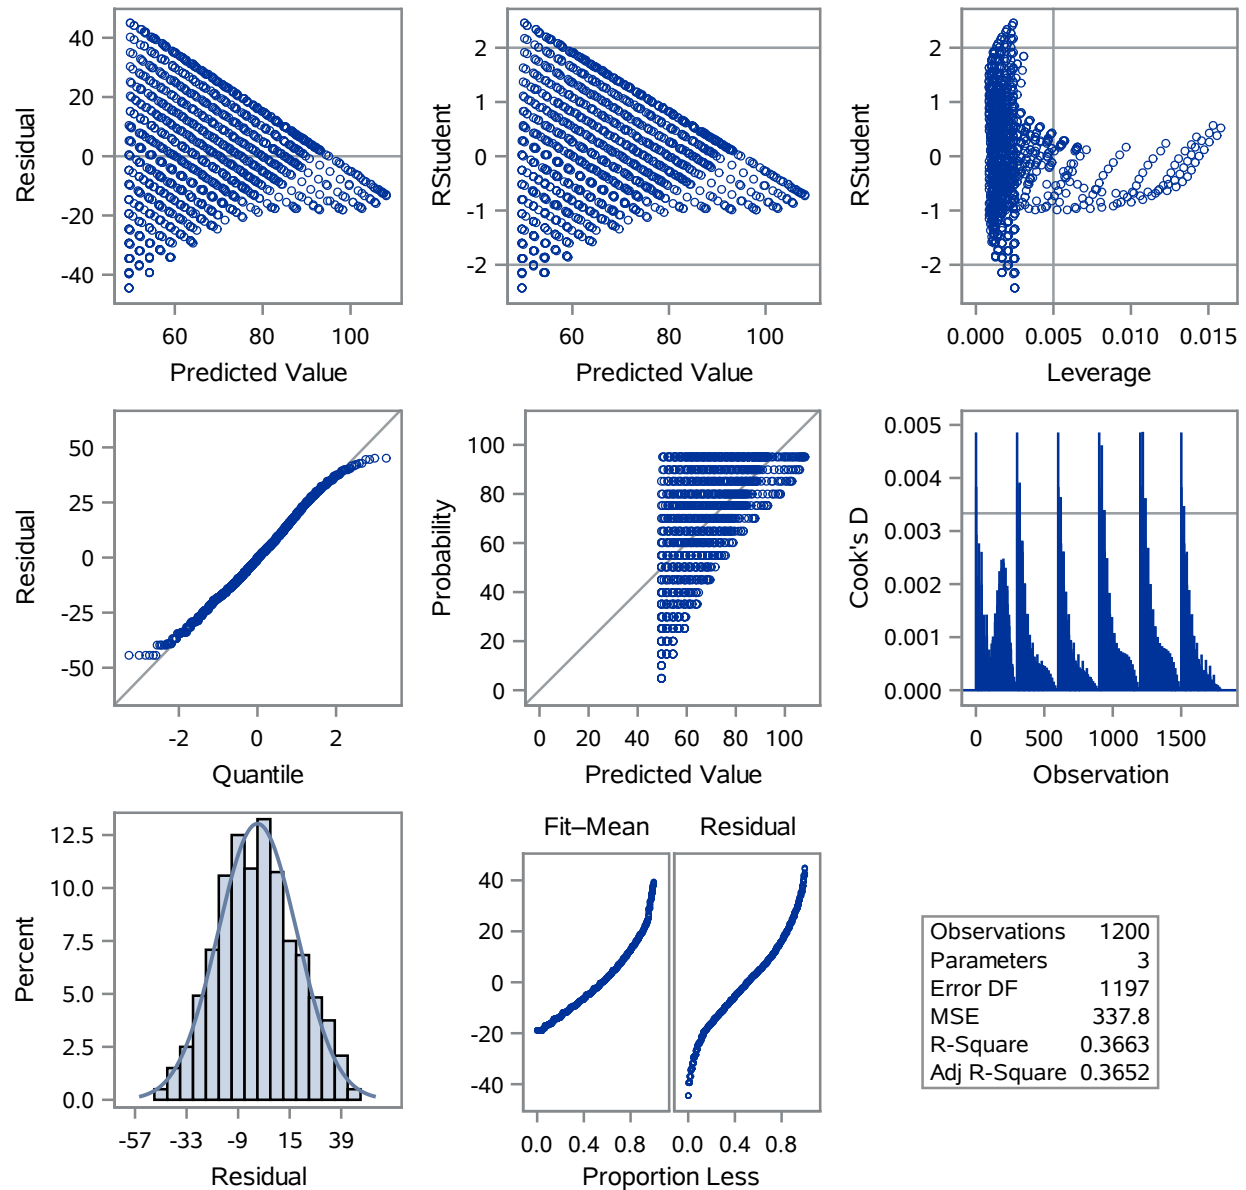 Residual
40
20
0
-20
-40
60 80 100
Predicted Value
RStudent
2
1
0
-1
-2
60 80 100
Predicted Value
RStudent
2
1
0
-1
-2
0.000 0.005 0.010 0.015
Leverage
Residual
50
25
0
-25
-50
-2 0 2
Quantile
Probability
100
80
60
40
20
0
0 20 40 60 80 100
Predicted Value
Cook's D
0.005
0.004
0.003
0.002
0.001
0.000
0 500 1000 1500
Observation
Percent
12.5
10.0
7.5
5.0
2.5
0.0
-57 -33 -9 15 39
Residual
Fit–Mean Residual
40
20
0
-20
-40
0.0 0.4 0.8 0.0 0.4 0.8
Proportion Less
Observations 1200
Parameters 3
Error DF 1197
MSE 337.8
R-Square 0.3663
Adj R-Square 0.3652